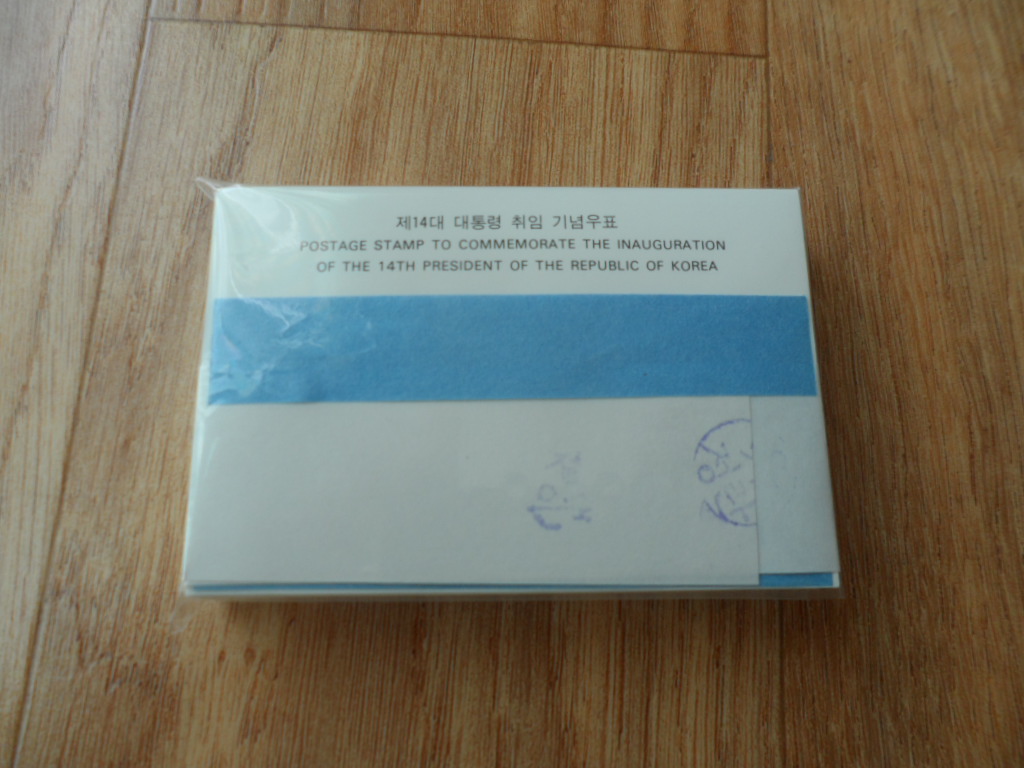 제14대 대통령 취임 기념우표
POSTAGE STAMP TO COMMEMORATE THE INAUGURATION
OF THE 14TH PRESIDENT OF THE REPUBLIC OF KOREA